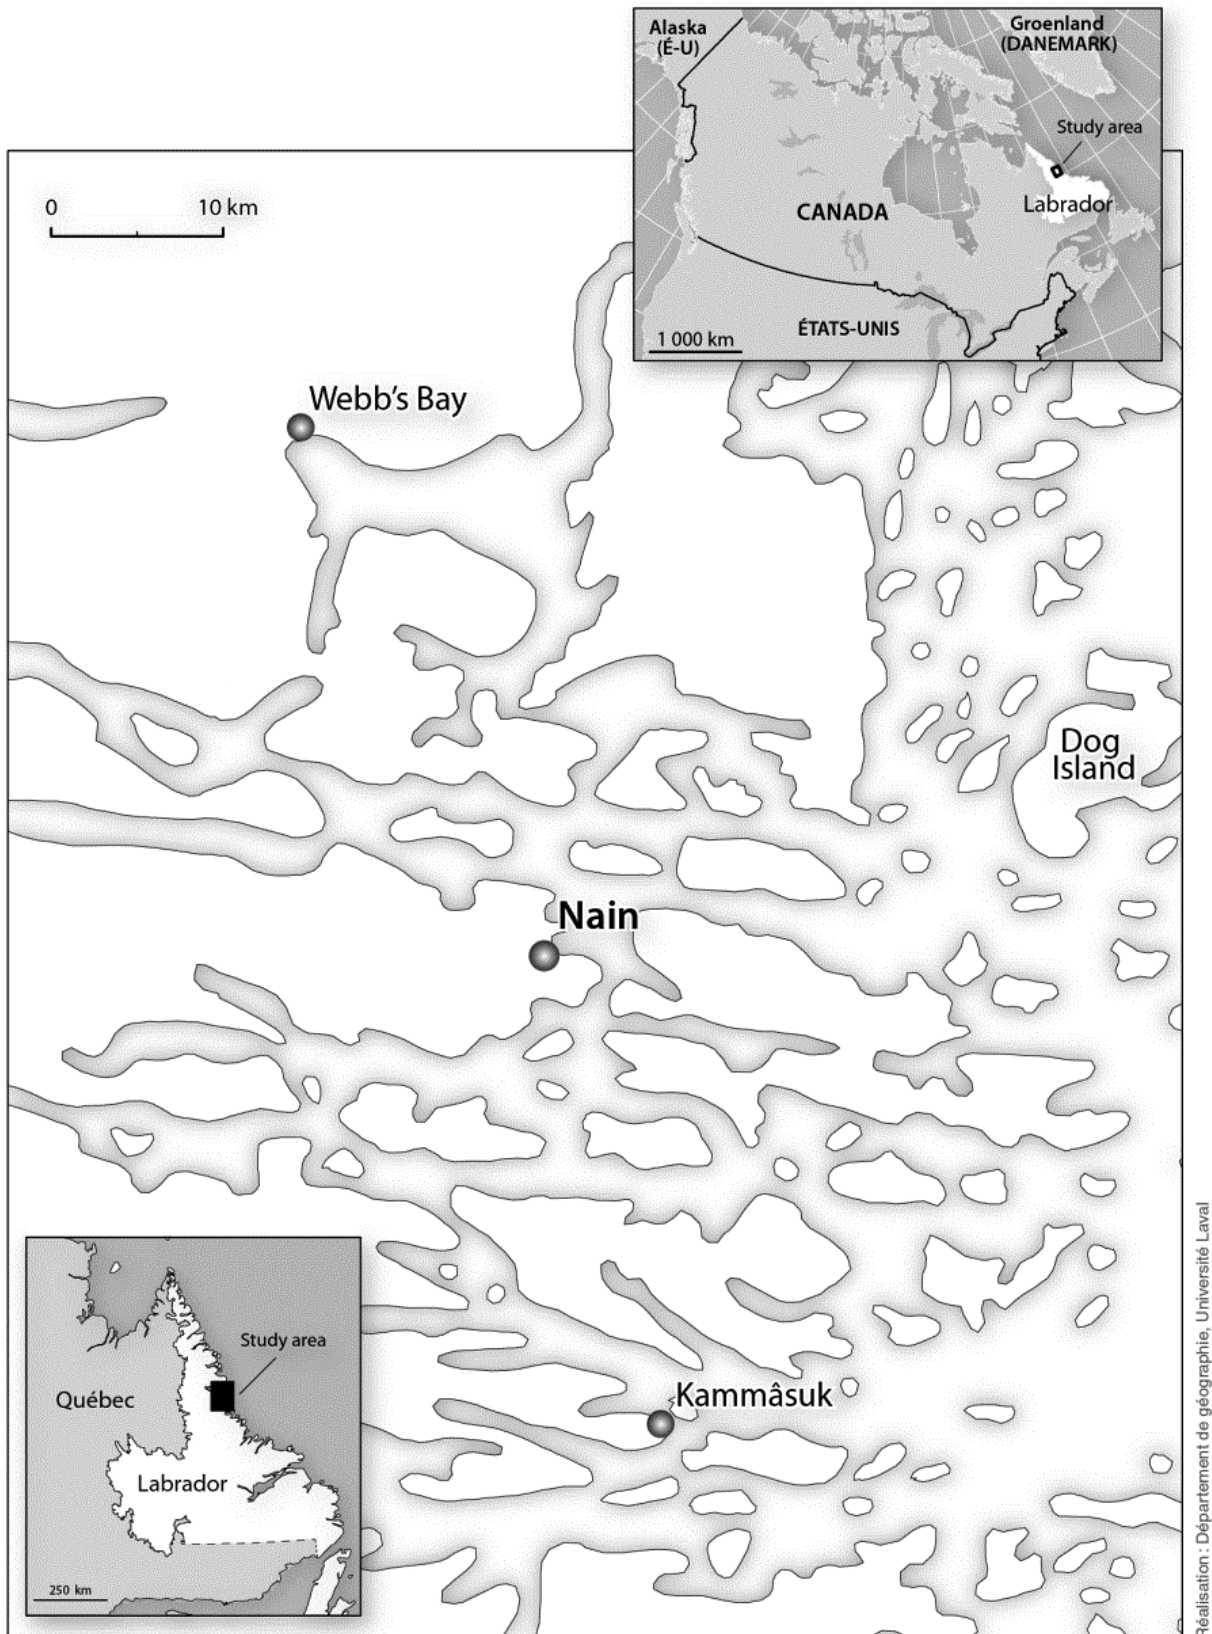 Alaska
(É-U)
Groenland
(DANEMARK)
Study area
Labrador
CANADA
ÉTATS-UNIS
1 000 km
0 10 km
Webb's Bay
Dog
Island
Nain
Kammâsuk
Study area
Québec
Labrador
250 km
Réalisation : Département de géographie, Université Laval